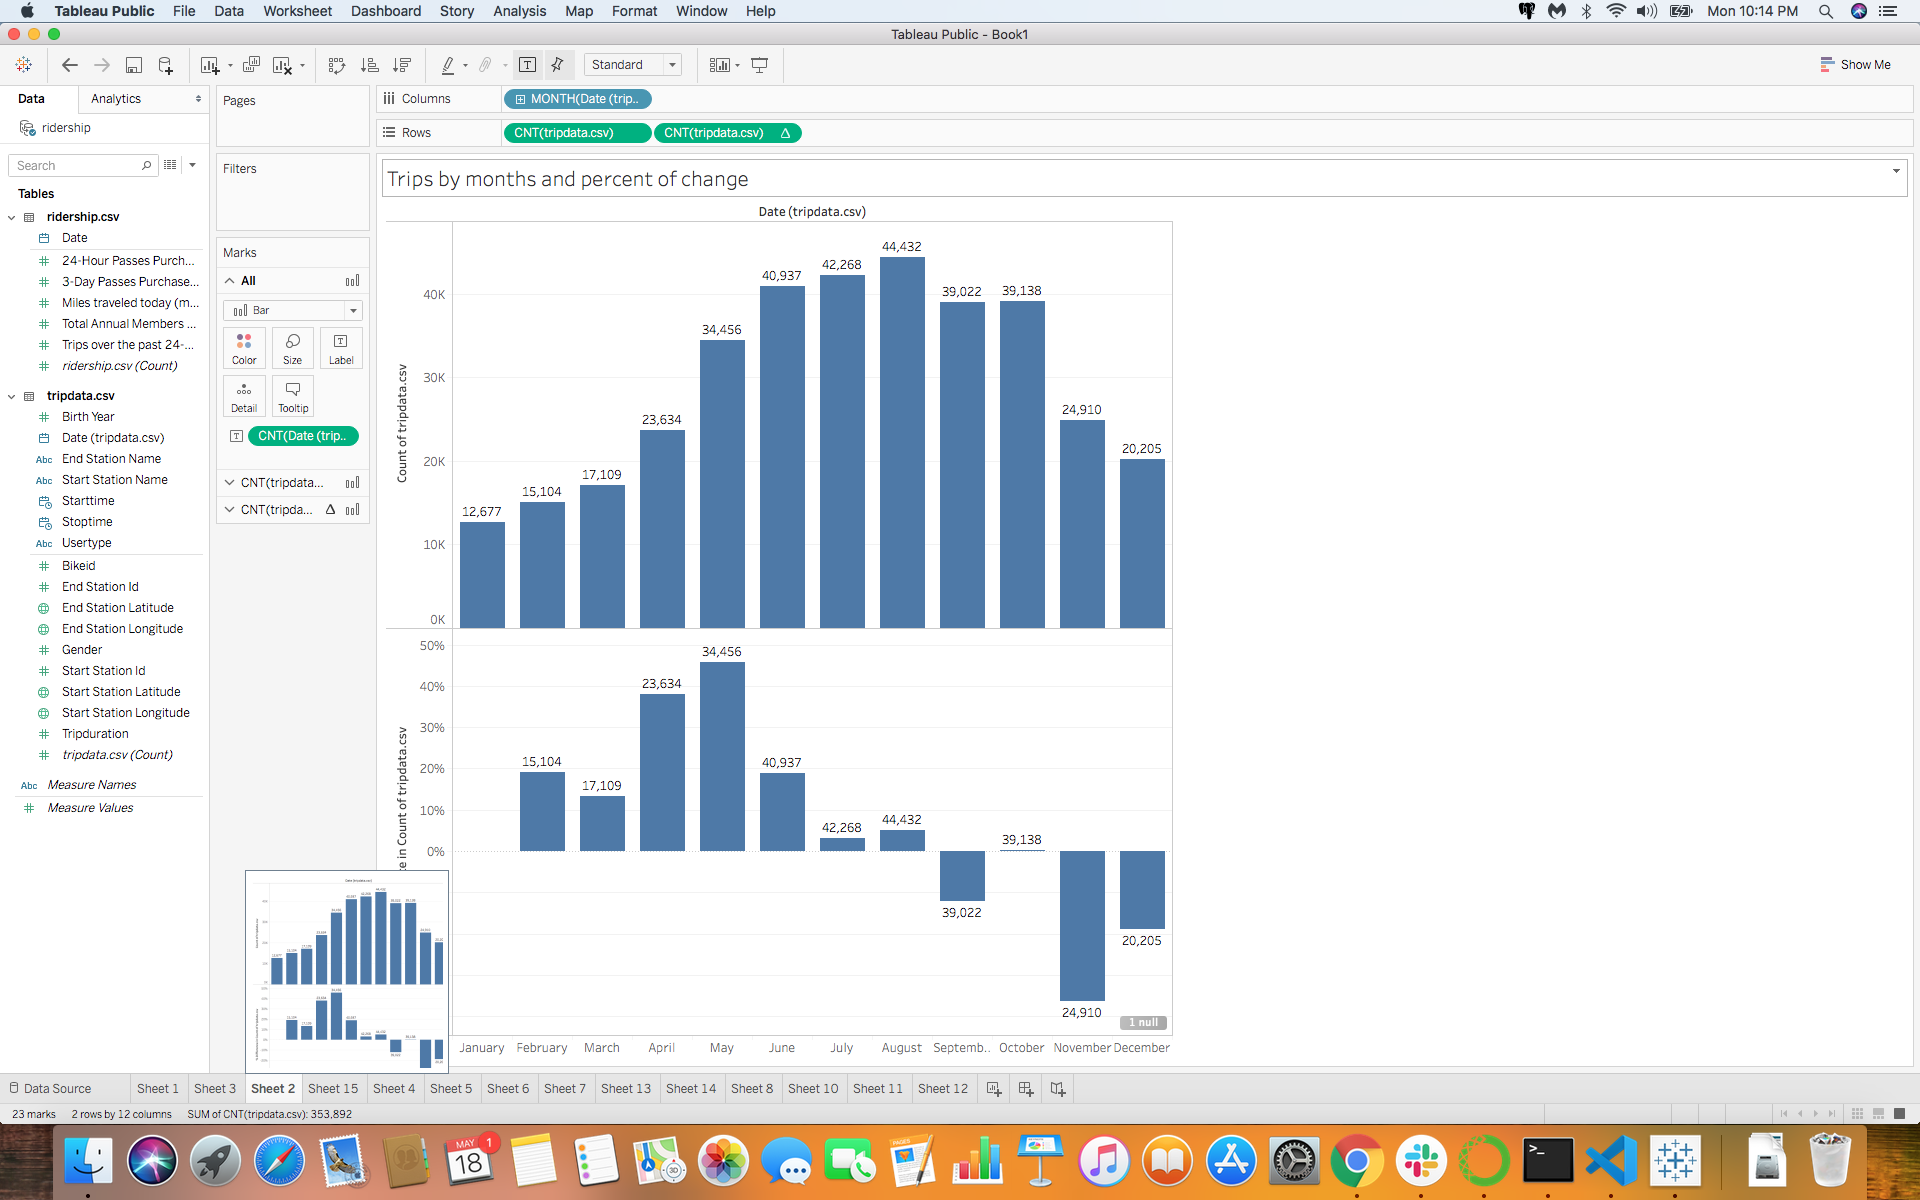 Tableau Public File Data Worksheet Dashboard Story Analysis Map Format Window Help Mon 10:14 PM
Tableau Public - Book1
Standard Show Me
Data Analytics
ridership
Search
Tables
ridership.csv
Date
24-Hour Passes Purch...
3-Day Passes Purchase...
Miles traveled today (m...
Total Annual Members ...
Trips over the past 24-...
ridership.csv (Count)
tripdata.csv
Birth Year
Date (tripdata.csv)
Abc End Station Name
Abc Start Station Name
Starttime
Stoptime
Abc Usertype
Bikeid
End Station Id
End Station Latitude
End Station Longitude
Gender
Start Station Id
Start Station Latitude
Start Station Longitude
Tripduration
tripdata.csv (Count)
Abc Measure Names
Measure Values
Pages
Filters
Marks
All
Bar
Color Size Label
Detail Tooltip
CNT(Date (trip..
CNT(tripdata...
CNT(tripda... Δ
Columns MONTH(Date (trip..
Rows CNT(tripdata.csv) CNT(tripdata.csv) Δ
Trips by months and percent of change
Date (tripdata.csv)
Count of tripdata.csv
40K
30K
20K
10K
0K
12,677 15,104 17,109 23,634 34,456 40,937 42,268 44,432 39,022 39,138 24,910 20,205
e in Count of tripdata.csv
50%
40%
30%
20%
10%
0%
15,104 17,109 23,634 34,456 40,937 42,268 44,432 39,022 39,138 24,910 20,205
1 null
January February March April May June July August Septemb.. October November December
Data Source Sheet 1 Sheet 3 Sheet 2 Sheet 15 Sheet 4 Sheet 5 Sheet 6 Sheet 7 Sheet 13 Sheet 14 Sheet 8 Sheet 10 Sheet 11 Sheet 12
23 marks 2 rows by 12 columns SUM of CNT(tripdata.csv): 353,892
MAY
18
1
PAGES
3D